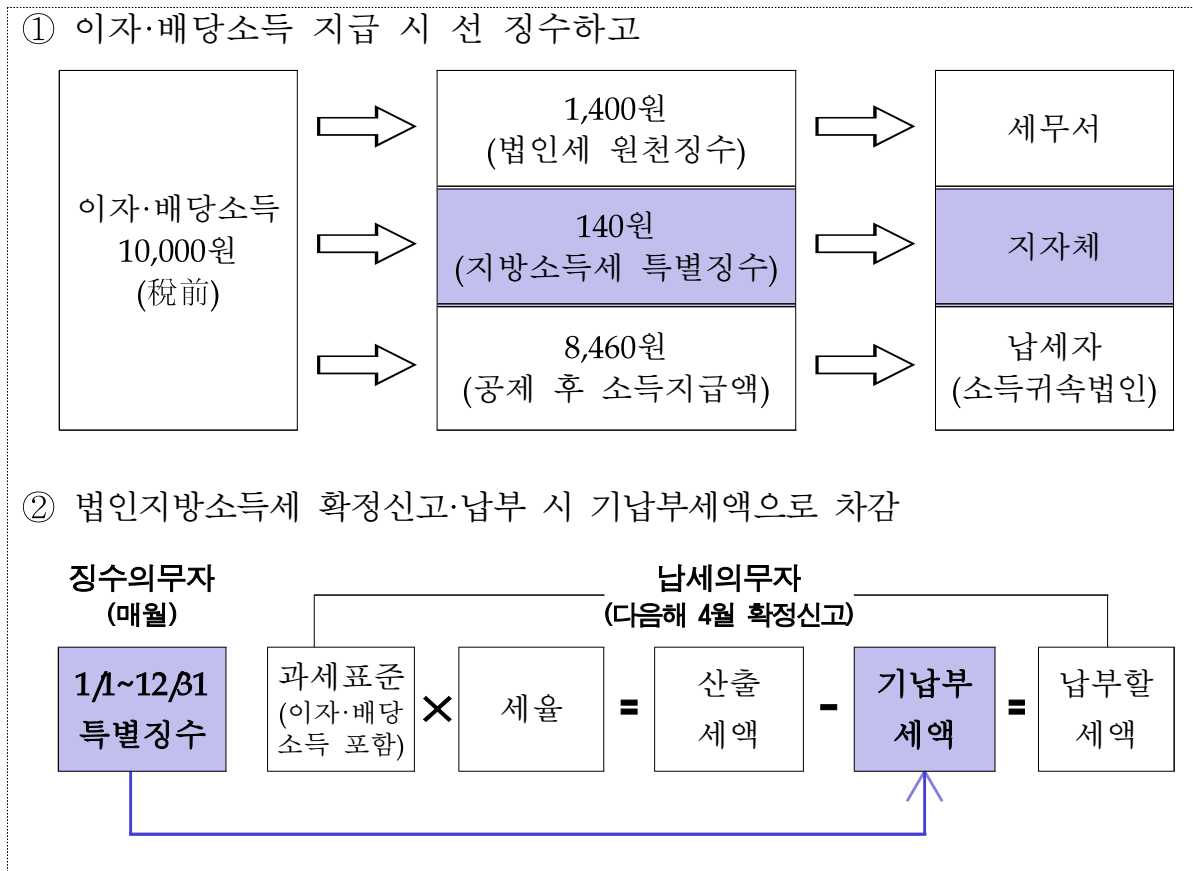 ① 이자·배당소득 지급 시 선 징수하고
이자·배당소득
10,000원
(稅前)
1,400원
(법인세 원천징수)
세무서
140원
(지방소득세 특별징수)
지자체
8,460원
(공제 후 소득지급액)
납세자
(소득귀속법인)
② 법인지방소득세 확정신고·납부 시 기납부세액으로 차감
징수의무자
(매월)
납세의무자
(다음해 4월 확정신고)
1/1~12/31
특별징수
과세표준
(이자·배당
소득 포함)
×
세율
=
산출
세액
-
기납부
세액
=
납부할
세액